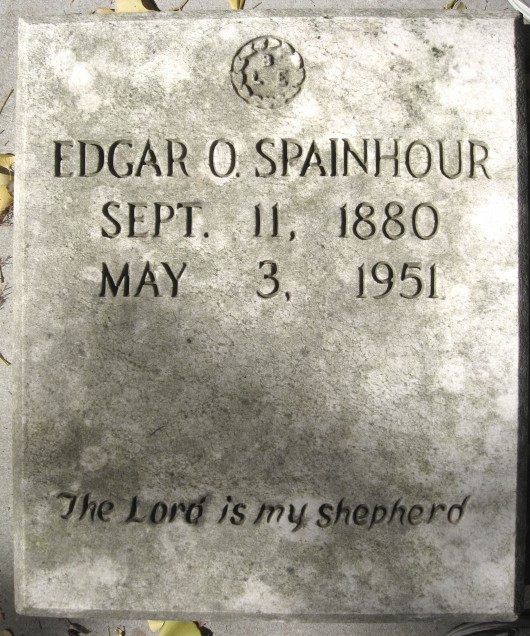 B
L E
EDGAR O. SPAINHOUR
SEPT. 11, 1880
MAY 3, 1951
The Lord is my shepherd